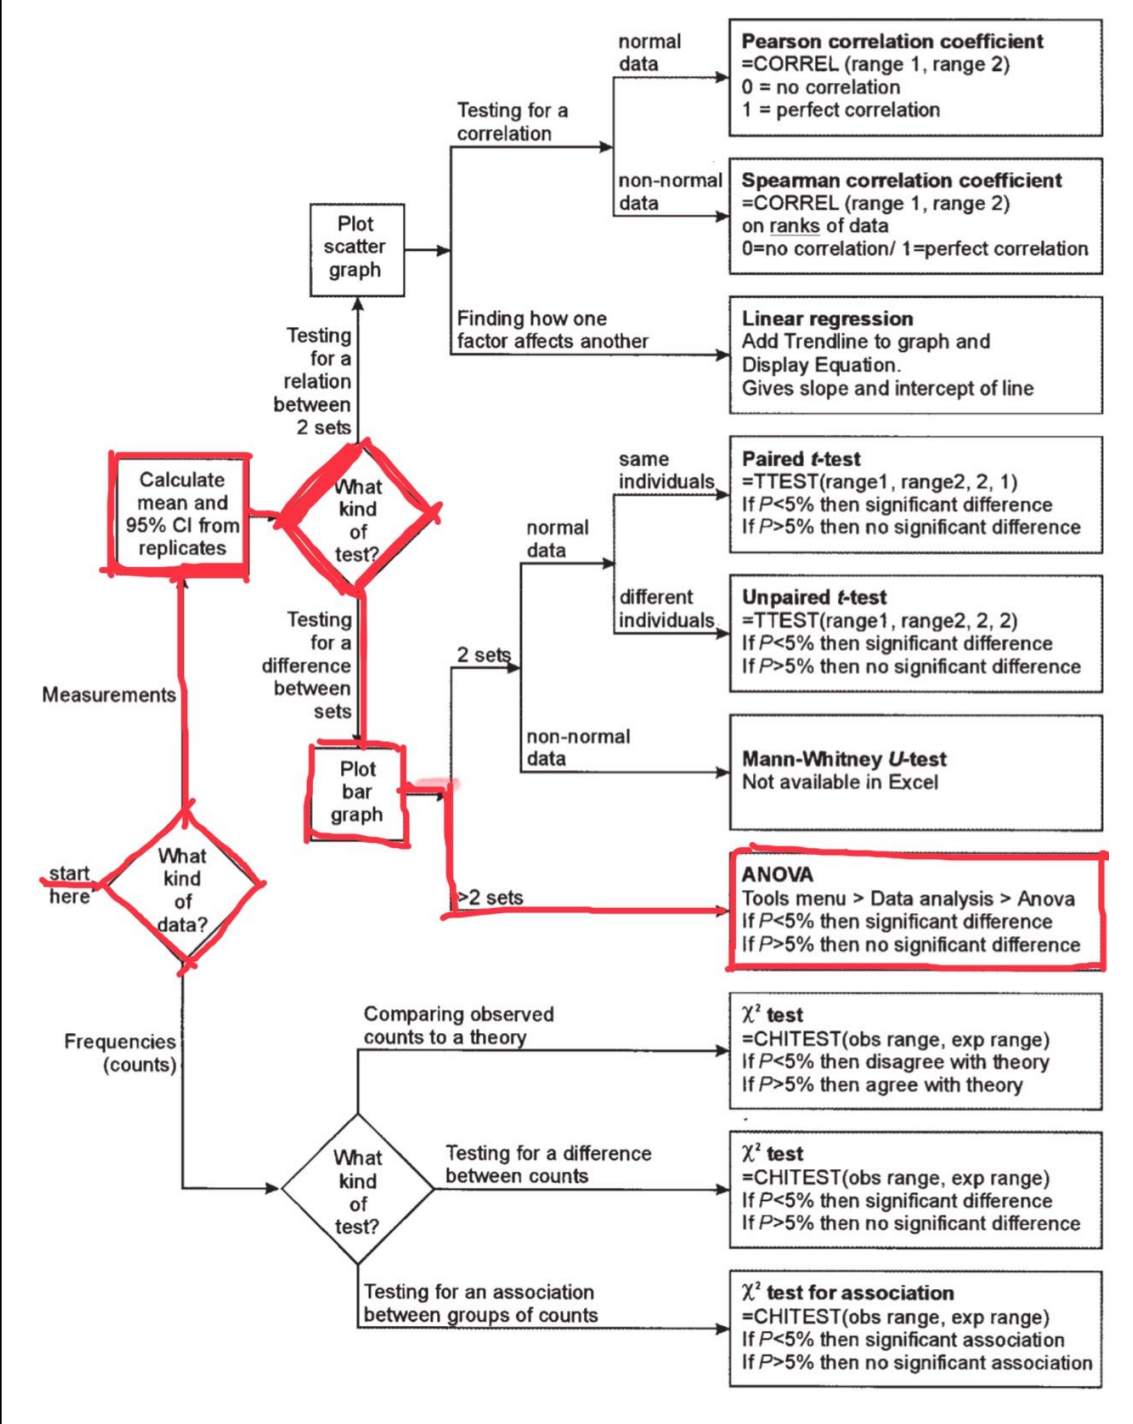 normal
data
Pearson correlation coefficient
=CORREL (range 1, range 2)
0 = no correlation
1 = perfect correlation
Testing for a
correlation
non-normal
data
Spearman correlation coefficient
=CORREL (range 1, range 2)
on ranks of data
0=no correlation/ 1=perfect correlation
Plot
scatter
graph
Finding how one
factor affects another
Linear regression
Add Trendline to graph and
Display Equation.
Gives slope and intercept of line
Testing
for a
relation
between
2 sets
Calculate
mean and
95% CI from
replicates
What
kind
of
test?
same
individuals
Paired t-test
=TTEST(range1, range2, 2, 1)
If P<5% then significant difference
If P>5% then no significant difference
normal
data
different
individuals
Unpaired t-test
=TTEST(range1, range2, 2, 2)
If P<5% then significant difference
If P>5% then no significant difference
Testing
for a
difference
between
sets
2 sets
Measurements
non-normal
data
Mann-Whitney U-test
Not available in Excel
Plot
bar
graph
start
here
What
kind
of
data?
>2 sets
ANOVA
Tools menu > Data analysis > Anova
If P<5% then significant difference
If P>5% then no significant difference
Frequencies
(counts)
Comparing observed
counts to a theory
χ² test
=CHITEST(obs range, exp range)
If P<5% then disagree with theory
If P>5% then agree with theory
What
kind
of
test?
Testing for a difference
between counts
χ² test
=CHITEST(obs range, exp range)
If P<5% then significant difference
If P>5% then no significant difference
Testing for an association
between groups of counts
χ² test for association
=CHITEST(obs range, exp range)
If P<5% then significant association
If P>5% then no significant association